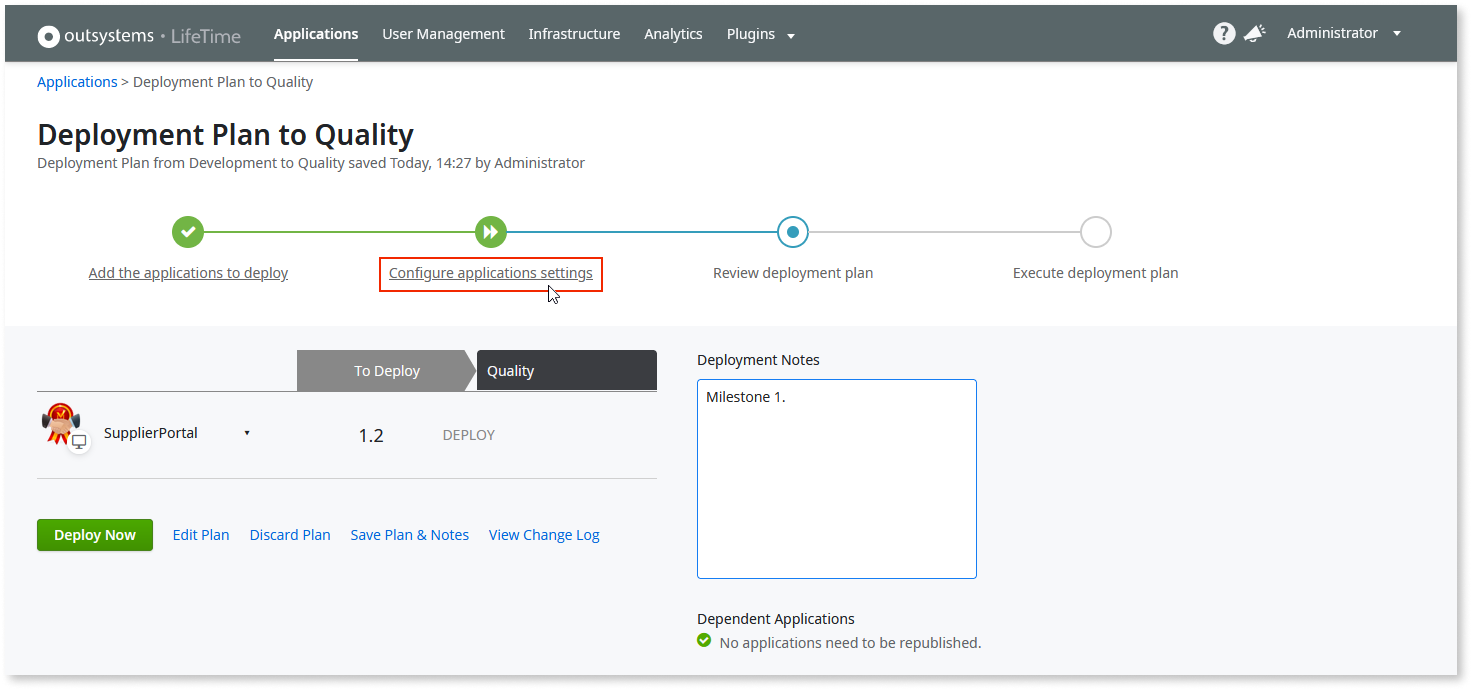 outsystems • LifeTime Applications User Management Infrastructure Analytics Plugins ? Administrator
Applications > Deployment Plan to Quality
Deployment Plan to Quality
Deployment Plan from Development to Quality saved Today, 14:27 by Administrator
Add the applications to deploy Configure applications settings Review deployment plan Execute deployment plan
To Deploy Quality
SupplierPortal 1.2 DEPLOY
Deploy Now Edit Plan Discard Plan Save Plan & Notes View Change Log
Deployment Notes
Milestone 1.
Dependent Applications
No applications need to be republished.